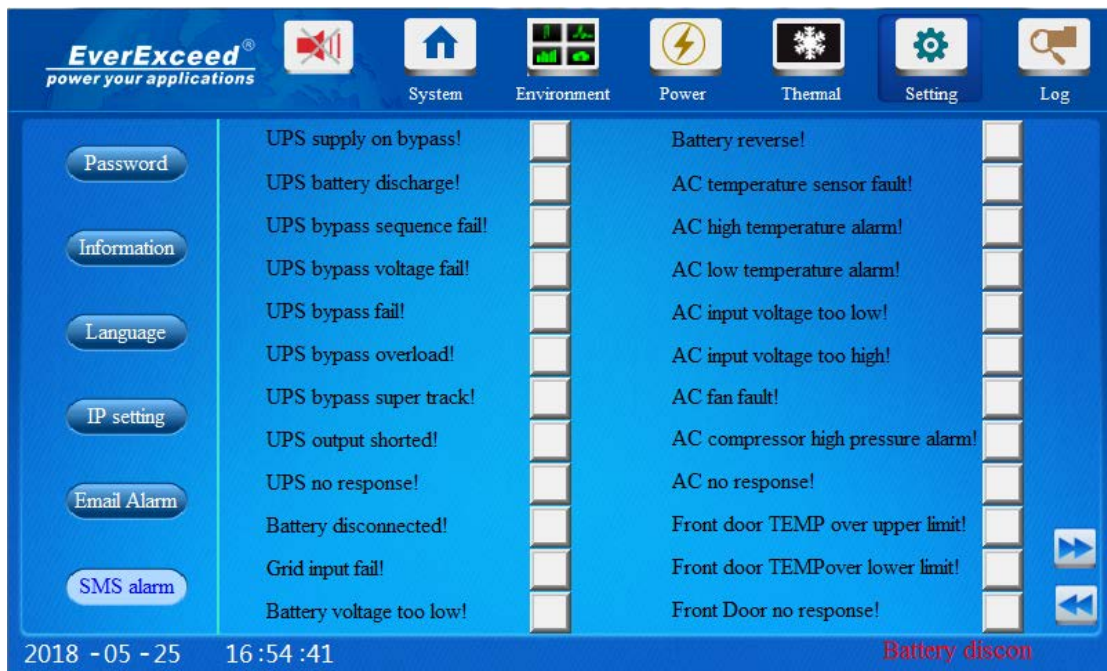 EverExceed®
power your applications
System
Environment
Power
Thermal
Setting
Log
Password
Information
Language
IP setting
Email Alarm
SMS alarm
UPS supply on bypass!
UPS battery discharge!
UPS bypass sequence fail!
UPS bypass voltage fail!
UPS bypass fail!
UPS bypass overload!
UPS bypass super track!
UPS output shorted!
UPS no response!
Battery disconnected!
Grid input fail!
Battery voltage too low!
Battery reverse!
AC temperature sensor fault!
AC high temperature alarm!
AC low temperature alarm!
AC input voltage too low!
AC input voltage too high!
AC fan fault!
AC compressor high pressure alarm!
AC no response!
Front door TEMP over upper limit!
Front door TEMPover lower limit!
Front Door no response!
2018 -05 -25 16:54:41
Battery discon